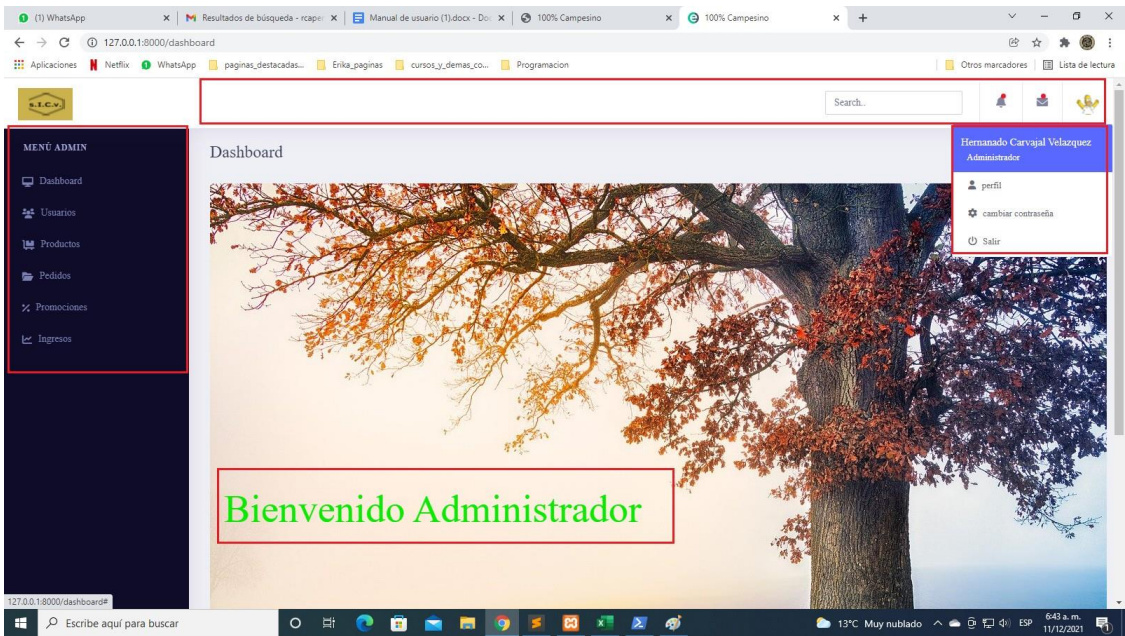 (1) WhatsApp
Resultados de búsqueda - rcaper
Manual de usuario (1).docx - Doc
100% Campesino
100% Campesino
127.0.0.1:8000/dashboard
Aplicaciones
Netflix
WhatsApp
paginas_destacadas...
Erika_paginas
cursos_y_demas_co...
Programacion
Otros marcadores
Lista de lectura
s.I.C.v.
Search..
MENÚ ADMIN
Dashboard
Usuarios
Productos
Pedidos
Promociones
Ingresos
Dashboard
Hernanado Carvajal Velazquez
Administrador
perfil
cambiar contraseña
Salir
Bienvenido Administrador
127.0.0.1:8000/dashboard#
Escribe aquí para buscar
13°C Muy nublado
ESP
6:43 a. m.
11/12/2021